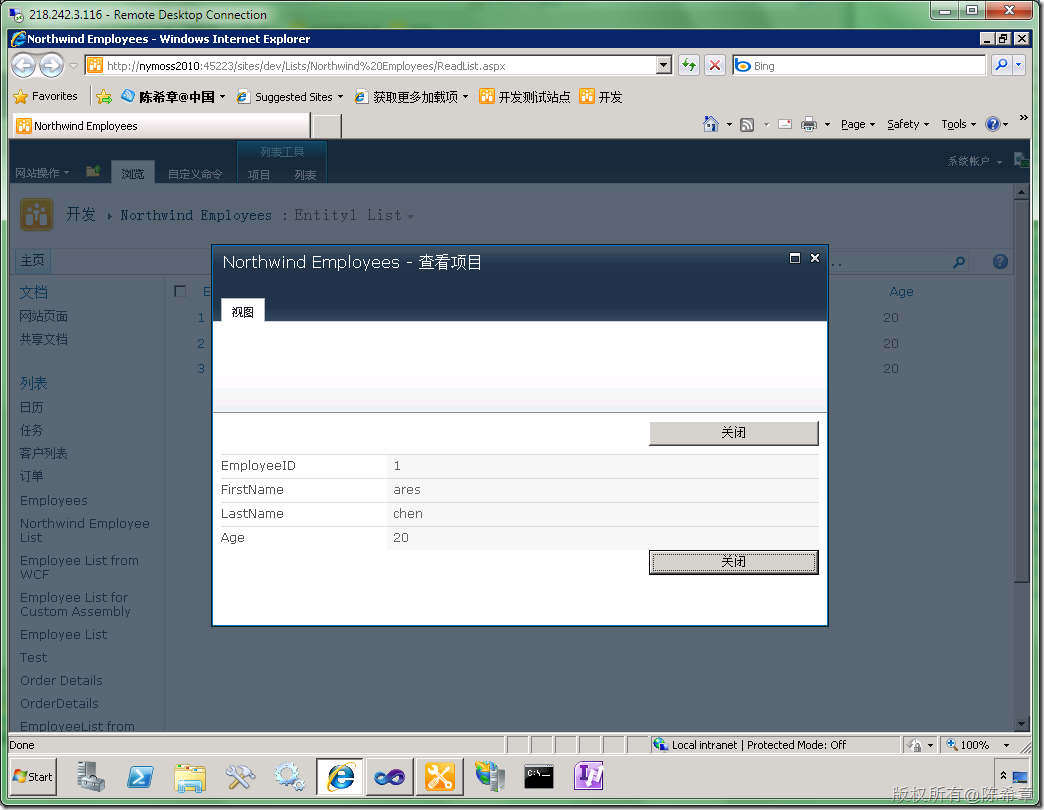 218.242.3.116 - Remote Desktop Connection
Northwind Employees - Windows Internet Explorer
http://nymoss2010:45223/sites/dev/Lists/Northwind%20Employees/ReadList.aspx
Bing
Favorites
陈希章@中国
Suggested Sites
获取更多加载项
开发测试站点
开发
Northwind Employees
Page
Safety
Tools
»
列表工具
网站操作
浏览
自定义命令
项目
列表
系统帐户
开发
Northwind Employees : Entity1 List
主页
Northwind Employees - 查看项目
视图
关闭
EmployeeID 1
FirstName ares
LastName chen
Age 20
关闭
文档
网站页面
共享文档
列表
日历
任务
客户列表
订单
Employees
Northwind Employee
List
Employee List from
WCF
Employee List for
Custom Assembly
Employee List
Test
Order Details
OrderDetails
EmployeeList from
E
Age
1 20
2 20
3 20
Done
Local intranet | Protected Mode: Off
100%
Start
版权所有@陈希章